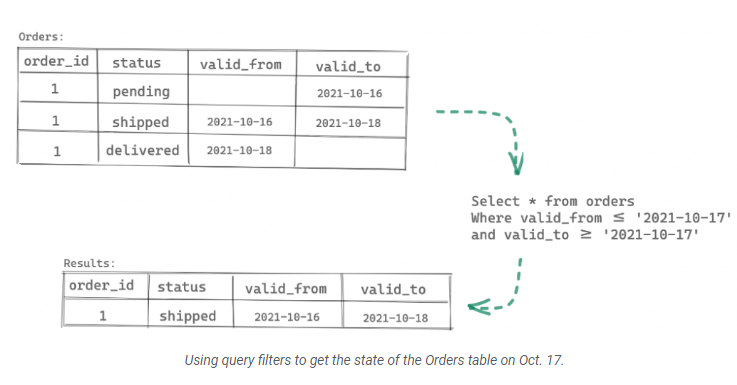 Orders:
order_id status valid_from valid_to
1 pending 2021-10-16
1 shipped 2021-10-16 2021-10-18
1 delivered 2021-10-18
Select * from orders
Where valid_from ≤ '2021-10-17'
and valid_to ≥ '2021-10-17'
Results:
order_id status valid_from valid_to
1 shipped 2021-10-16 2021-10-18
Using query filters to get the state of the Orders table on Oct. 17.